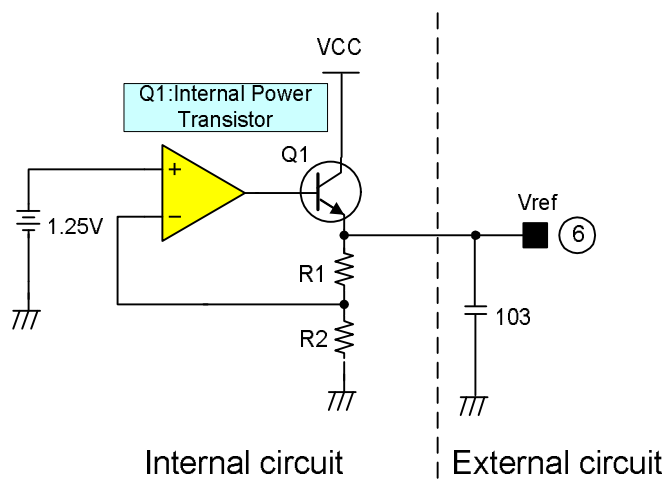 VCC
Q1:Internal Power
Transistor
Q1
+
1.25V
−
Vref
6
R1
103
R2
Internal circuit
External circuit